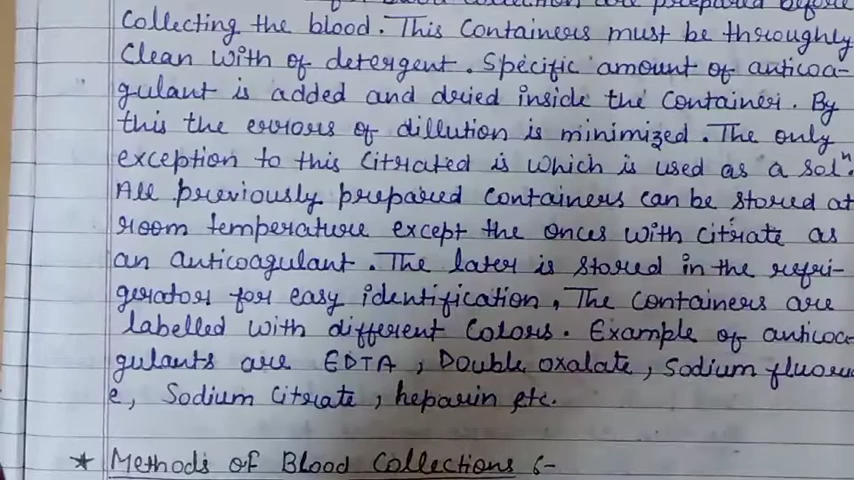 are prepared before
Collecting the blood. This Containers must be throughly
Clean with of detergent. Specific amount of anticoa-
gulant is added and dried inside the Container. By
this the errors of dillution is minimized. The only
exception to this Citrated is which is used as a solⁿ.
All previously prepared Containers can be stored at
room temperature except the onces with citrate as
an anticoagulant. The later is stored in the refri-
gerator for easy identification, The Containers are
labelled with different Colors. Example of anticoa-
gulants are EDTA, Double oxalate, Sodium fluori
e, Sodium Citrate, heparin etc.
* Methods of Blood Collections :-